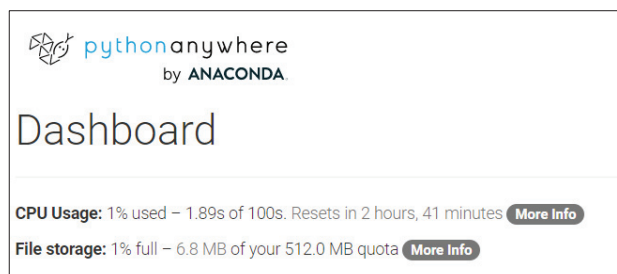 pythonanywhere
by ANACONDA.
Dashboard
CPU Usage: 1% used – 1.89s of 100s. Resets in 2 hours, 41 minutes More Info
File storage: 1% full – 6.8 MB of your 512.0 MB quota More Info